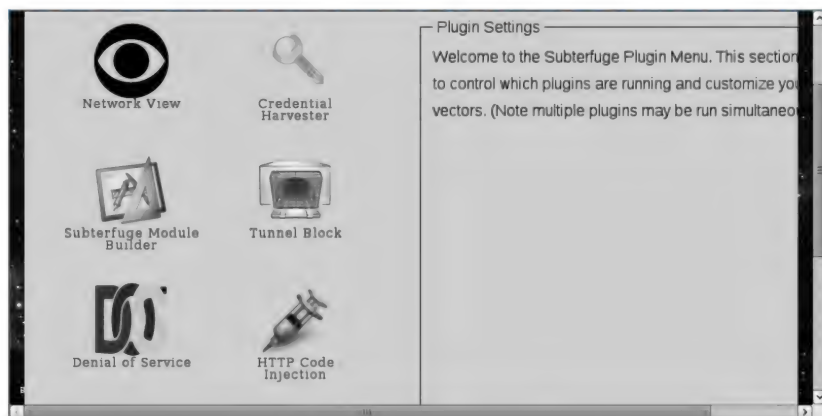 Plugin Settings
Welcome to the Subterfuge Plugin Menu. This section
to control which plugins are running and customize
vectors. (Note multiple plugins may be run
Network View
Credential
Harvester
Subterfuge Module
Builder
Tunnel Block
Denial of Service
HTTP Code
Injection